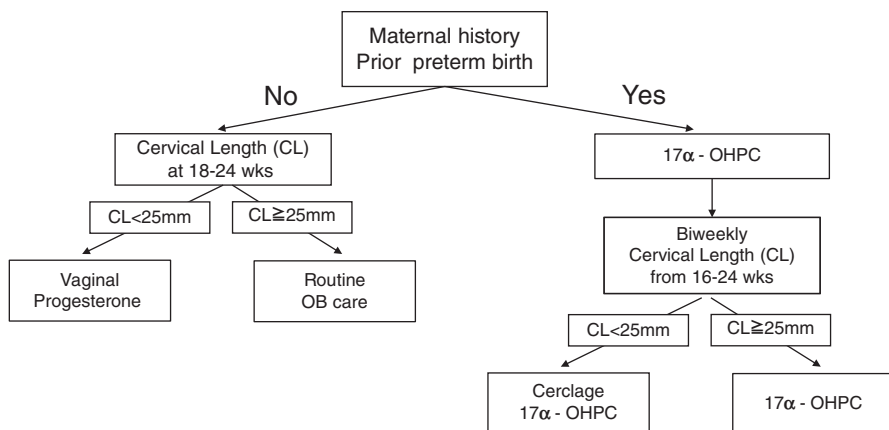 Maternal history
Prior preterm birth
No
Yes
Cervical Length (CL)
at 18-24 wks
17α - OHPC
CL<25mm
CL≧25mm
Biweekly
Cervical Length (CL)
from 16-24 wks
Vaginal
Progesterone
Routine
OB care
CL<25mm
CL≧25mm
Cerclage
17α - OHPC
17α - OHPC